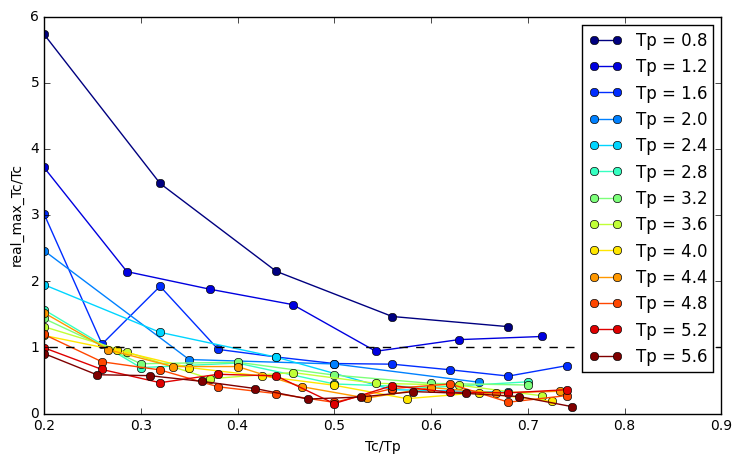 6
5
4
3
2
1
0
real_max_Tc/Tc
0.2 0.3 0.4 0.5 0.6 0.7 0.8 0.9
Tc/Tp
Tp = 0.8
Tp = 1.2
Tp = 1.6
Tp = 2.0
Tp = 2.4
Tp = 2.8
Tp = 3.2
Tp = 3.6
Tp = 4.0
Tp = 4.4
Tp = 4.8
Tp = 5.2
Tp = 5.6